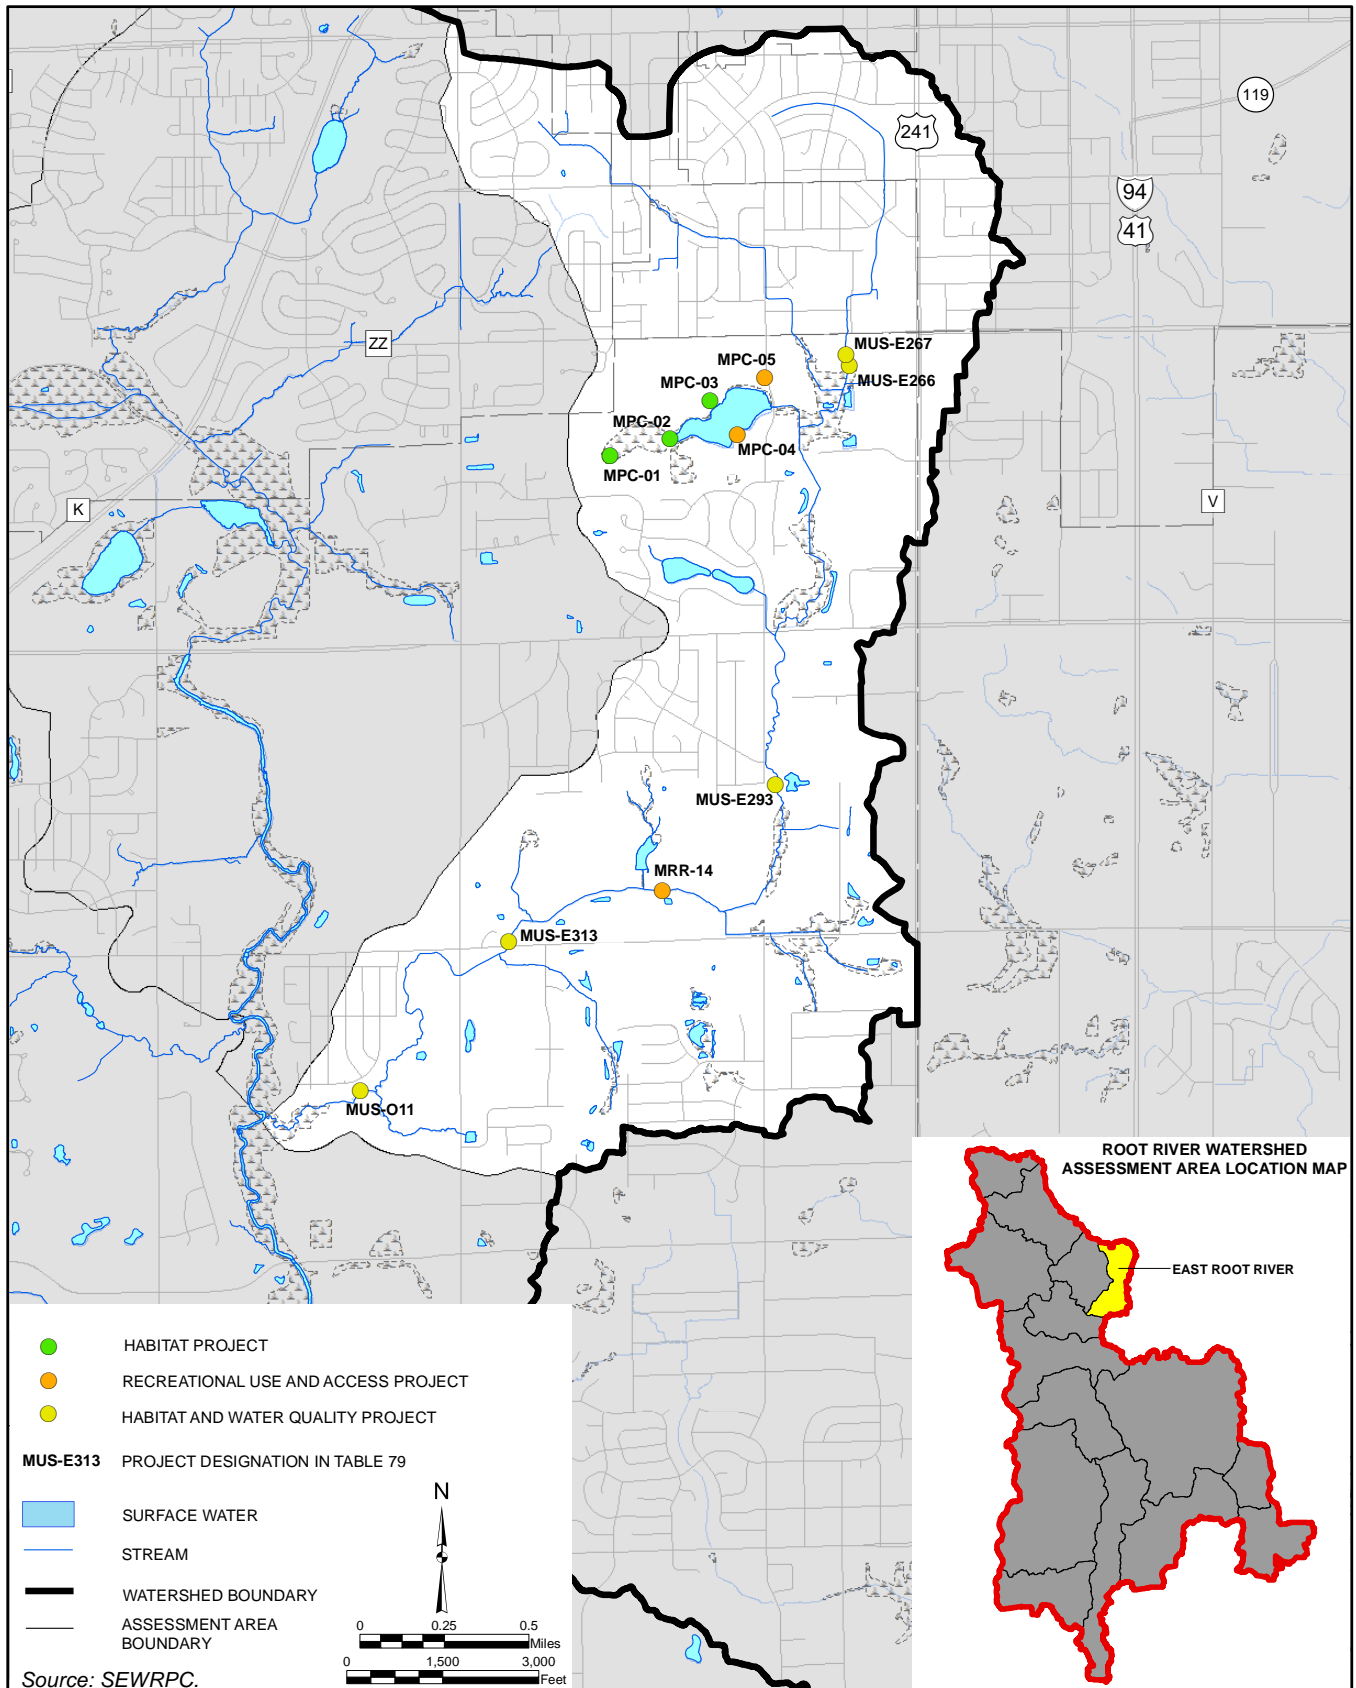 119
241
94
41
ZZ
MUS-E267
MPC-05
MUS-E266
MPC-03
MPC-02
MPC-04
MPC-01
K
V
MUS-E293
MRR-14
MUS-E313
MUS-O11
ROOT RIVER WATERSHED
ASSESSMENT AREA LOCATION MAP
EAST ROOT RIVER
HABITAT PROJECT
RECREATIONAL USE AND ACCESS PROJECT
HABITAT AND WATER QUALITY PROJECT
MUS-E313 PROJECT DESIGNATION IN TABLE 79
SURFACE WATER
STREAM
WATERSHED BOUNDARY
ASSESSMENT AREA
BOUNDARY
N
0 0.25 0.5
Miles
0 1,500 3,000
Feet
Source: SEWRPC.